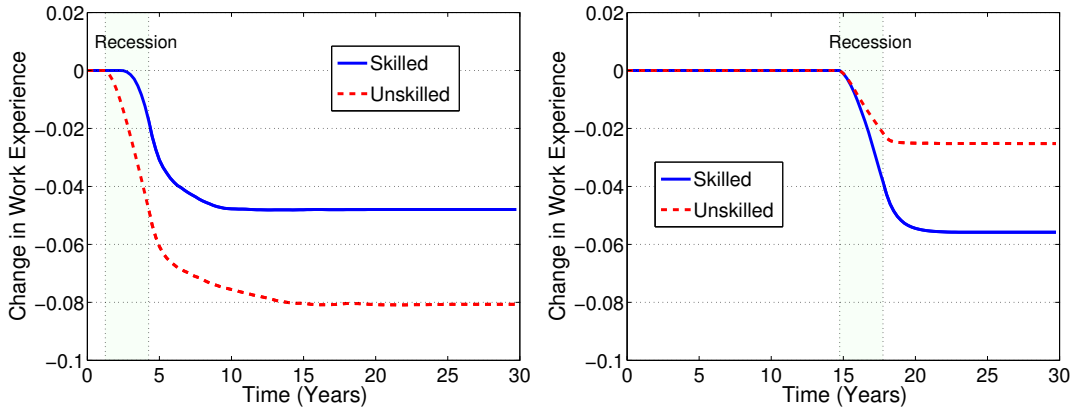 0.02
0
−0.02
−0.04
−0.06
−0.08
−0.1
Change in Work Experience
Recession
Skilled
Unskilled
0 5 10 15 20 25 30
Time (Years)
0.02
0
−0.02
−0.04
−0.06
−0.08
−0.1
Change in Work Experience
Recession
Skilled
Unskilled
0 5 10 15 20 25 30
Time (Years)